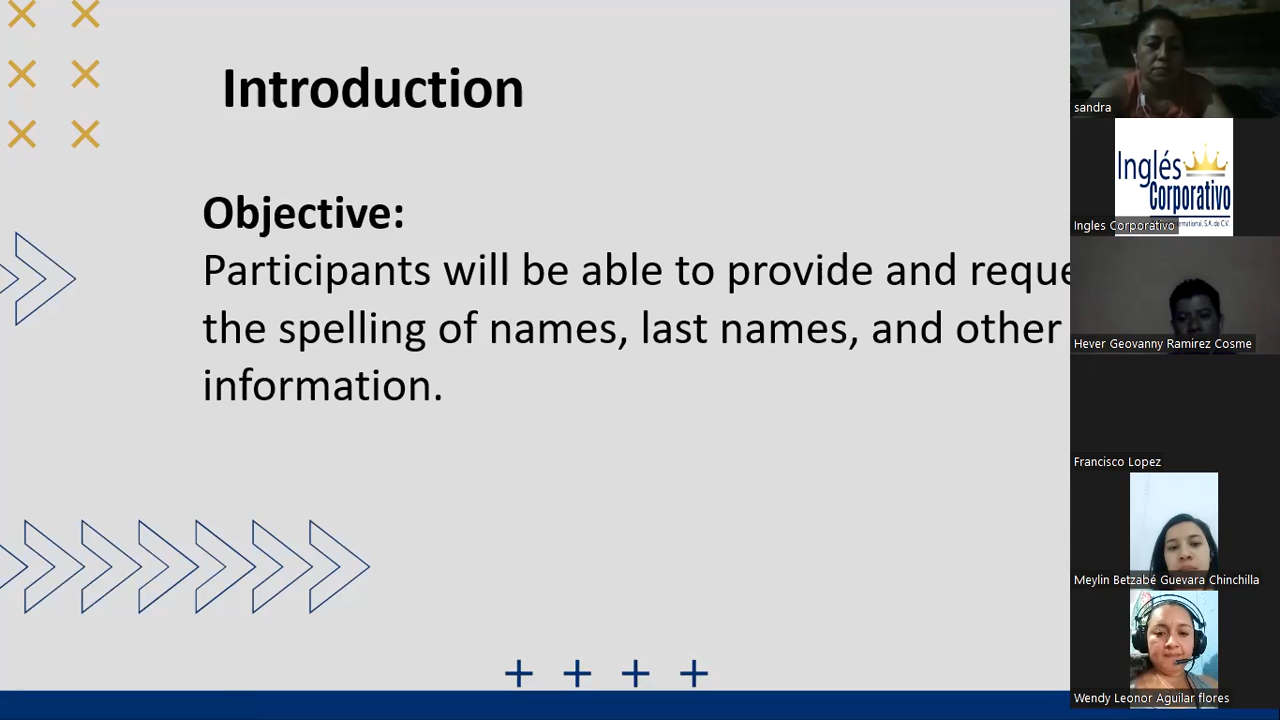 Introduction
Objective:
Participants will be able to provide and reque
the spelling of names, last names, and other
information.
sandra
Inglés
Corporativo
International, S.A. de C.V.
Ingles Corporativo
Hever Geovanny Ramirez Cosme
Francisco Lopez
Meylin Betzabé Guevara Chinchilla
Wendy Leonor Aguilar flores